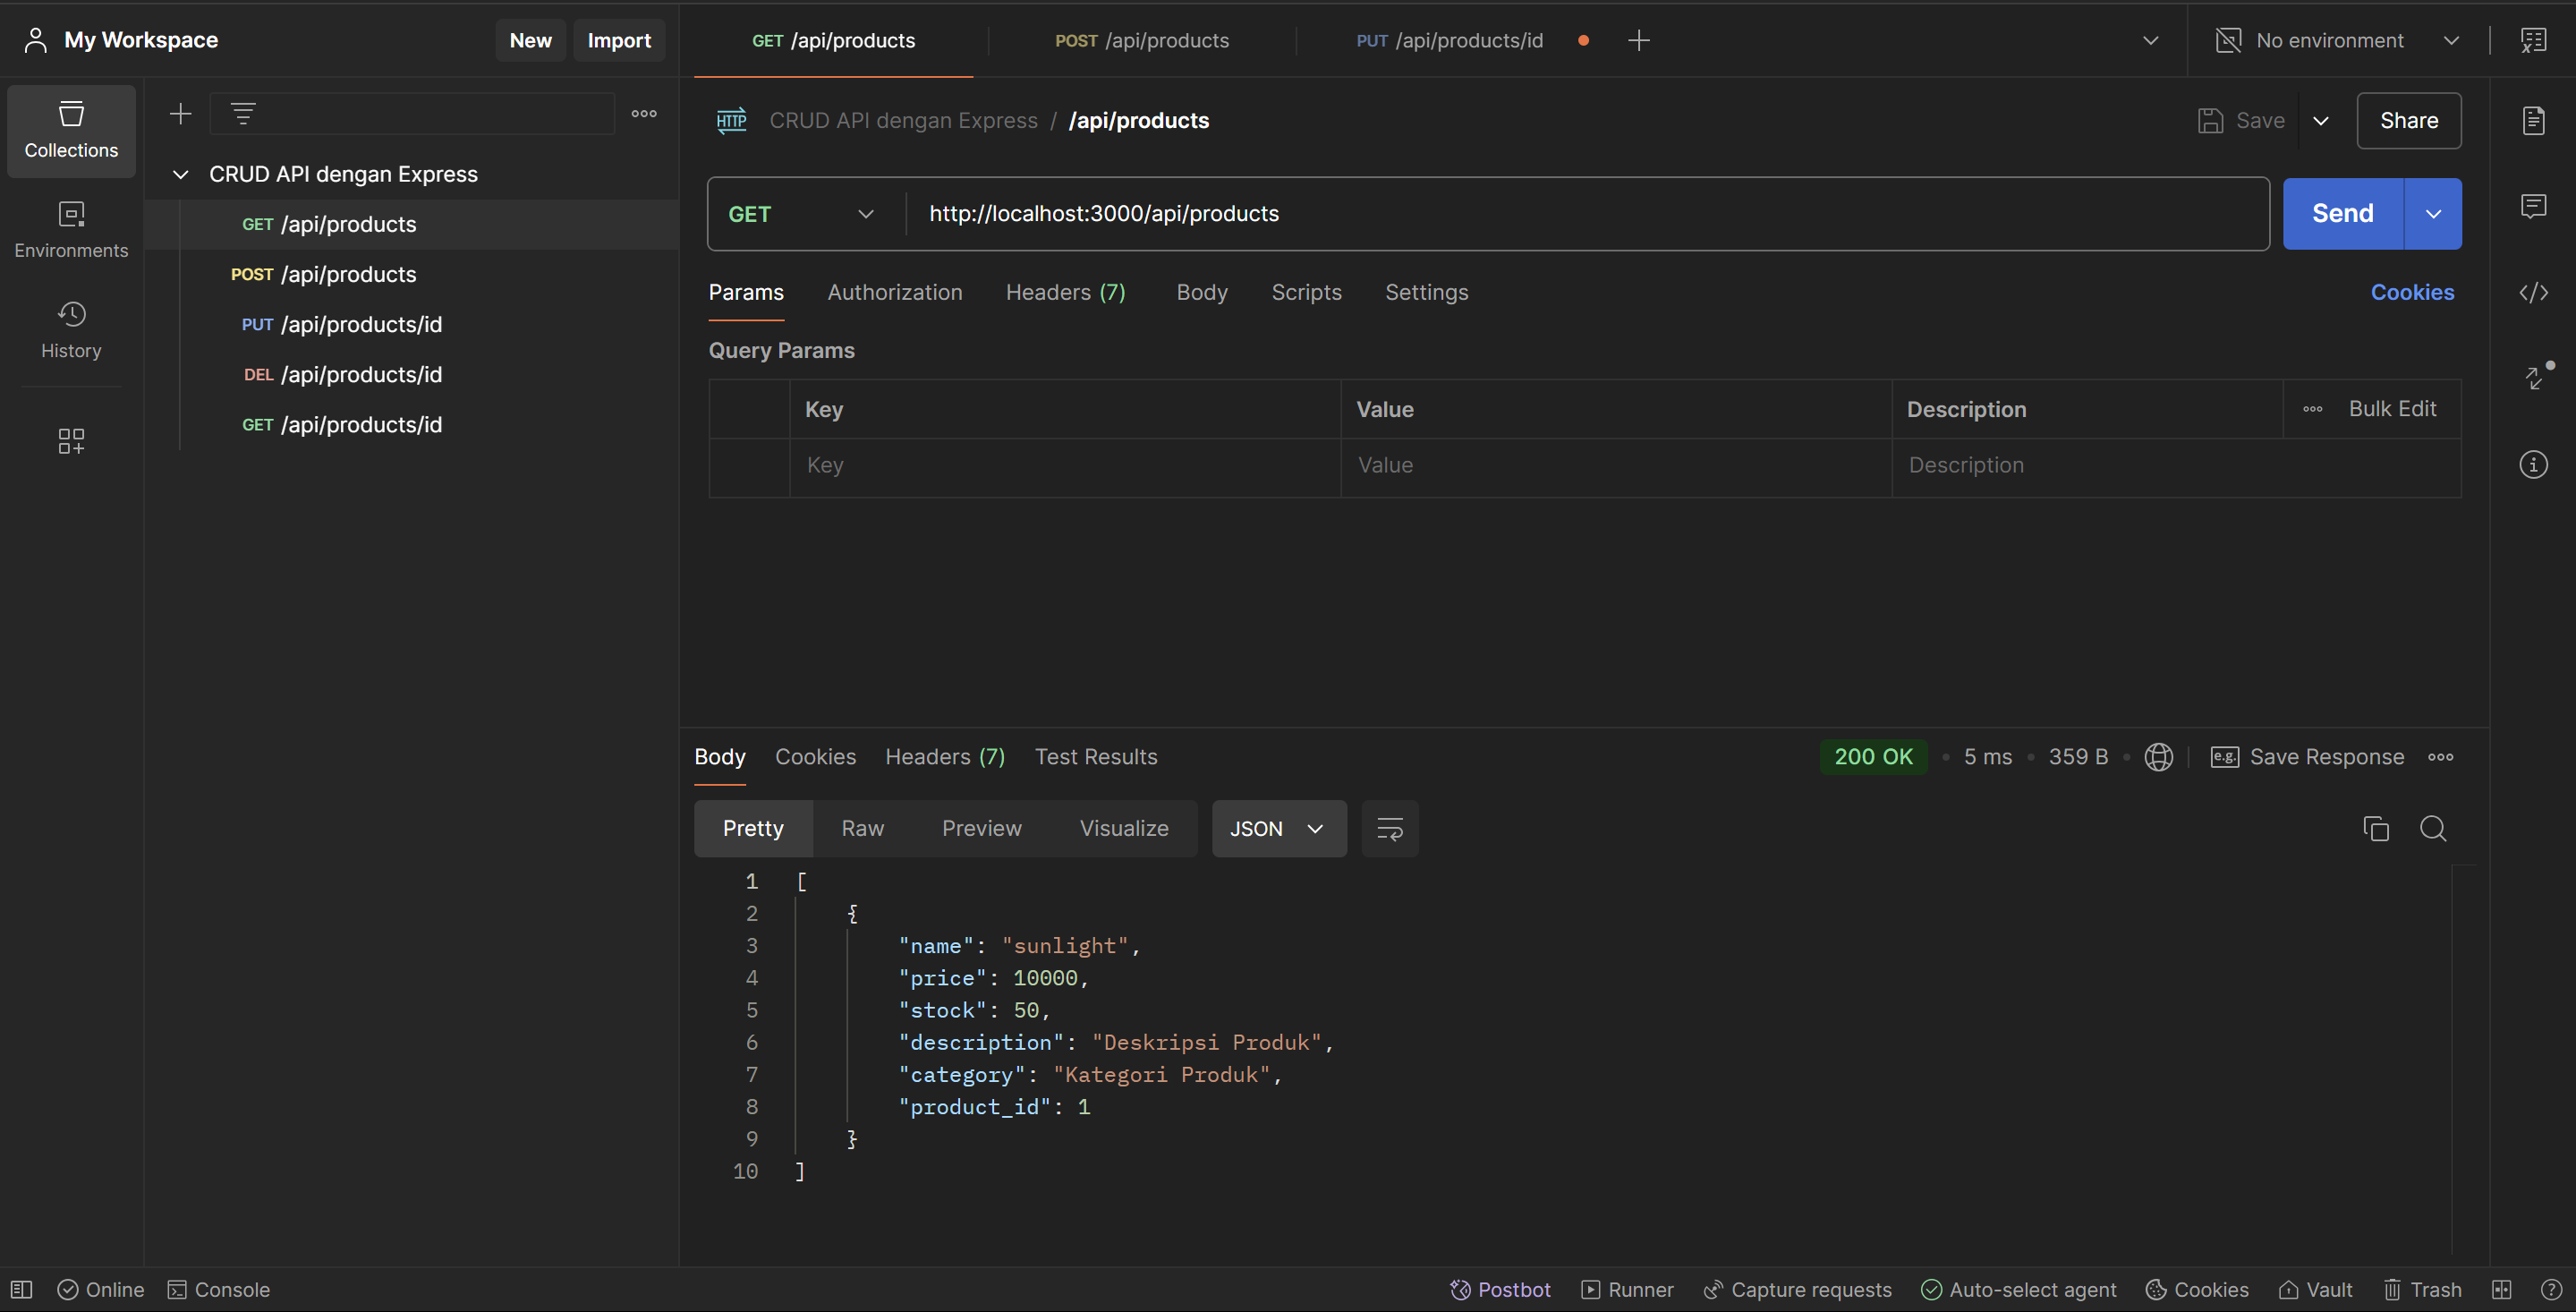 My Workspace New Import GET /api/products POST /api/products PUT /api/products/id No environment
Collections
Environments
History
CRUD API dengan Express
GET /api/products
POST /api/products
PUT /api/products/id
DEL /api/products/id
GET /api/products/id
HTTP CRUD API dengan Express / /api/products Save Share
GET http://localhost:3000/api/products Send
Params Authorization Headers (7) Body Scripts Settings Cookies
Query Params
Key Value Description Bulk Edit
Key Value Description
Body Cookies Headers (7) Test Results 200 OK • 5 ms • 359 B • e.g. Save Response
Pretty Raw Preview Visualize JSON
1 [
2 {
3 "name": "sunlight",
4 "price": 10000,
5 "stock": 50,
6 "description": "Deskripsi Produk",
7 "category": "Kategori Produk",
8 "product_id": 1
9 }
10 ]
Online Console Postbot Runner Capture requests Auto-select agent Cookies Vault Trash